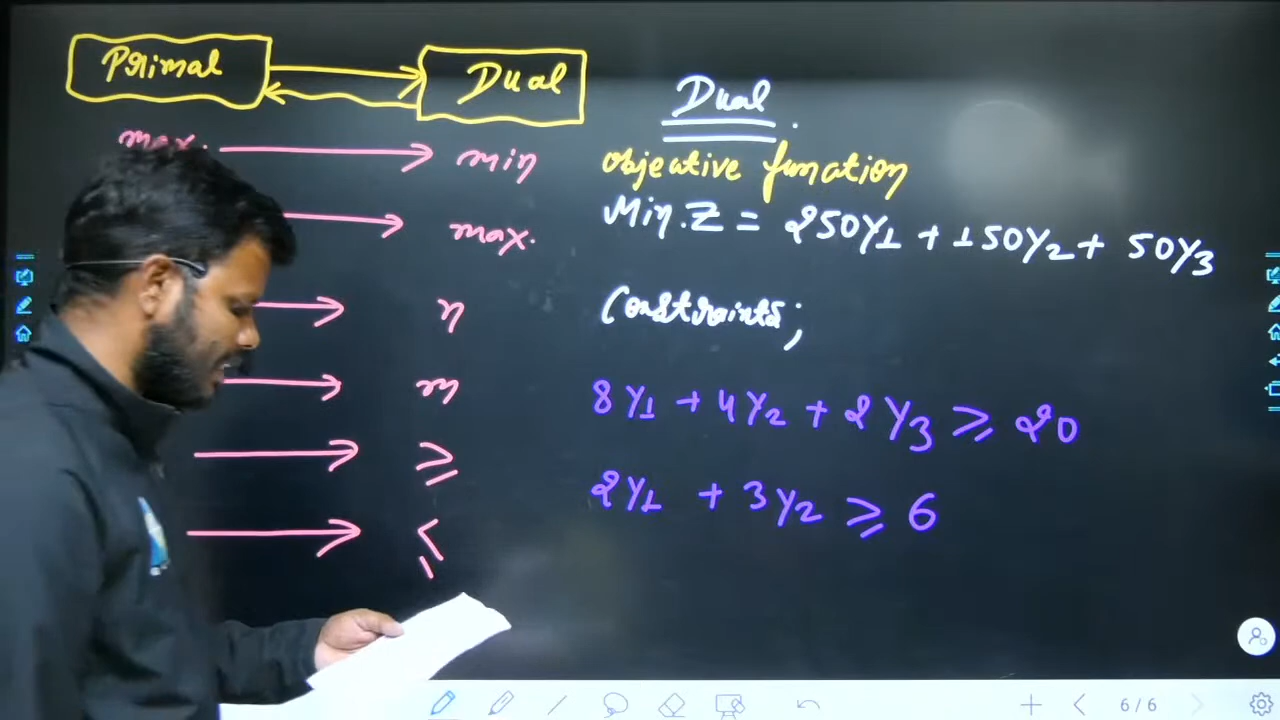 Primal
Dual
max. min
max.
n
m
≥
≤
Dual
objective function
Min. Z = 250Y1 + 150Y2 + 50Y3
Constraints;
8Y1 + 4Y2 + 2Y3 ≥ 20
2Y1 + 3Y2 ≥ 6
6/6